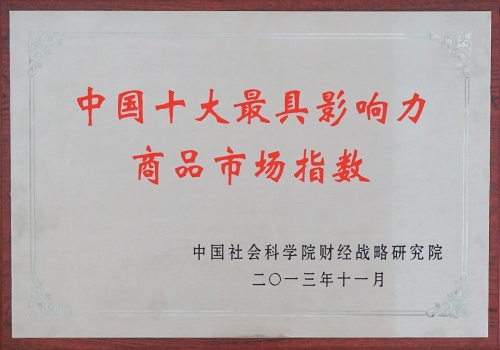 中国十大最具影响力
商品市场指数
中国社会科学院财经战略研究院
二〇一三年十一月